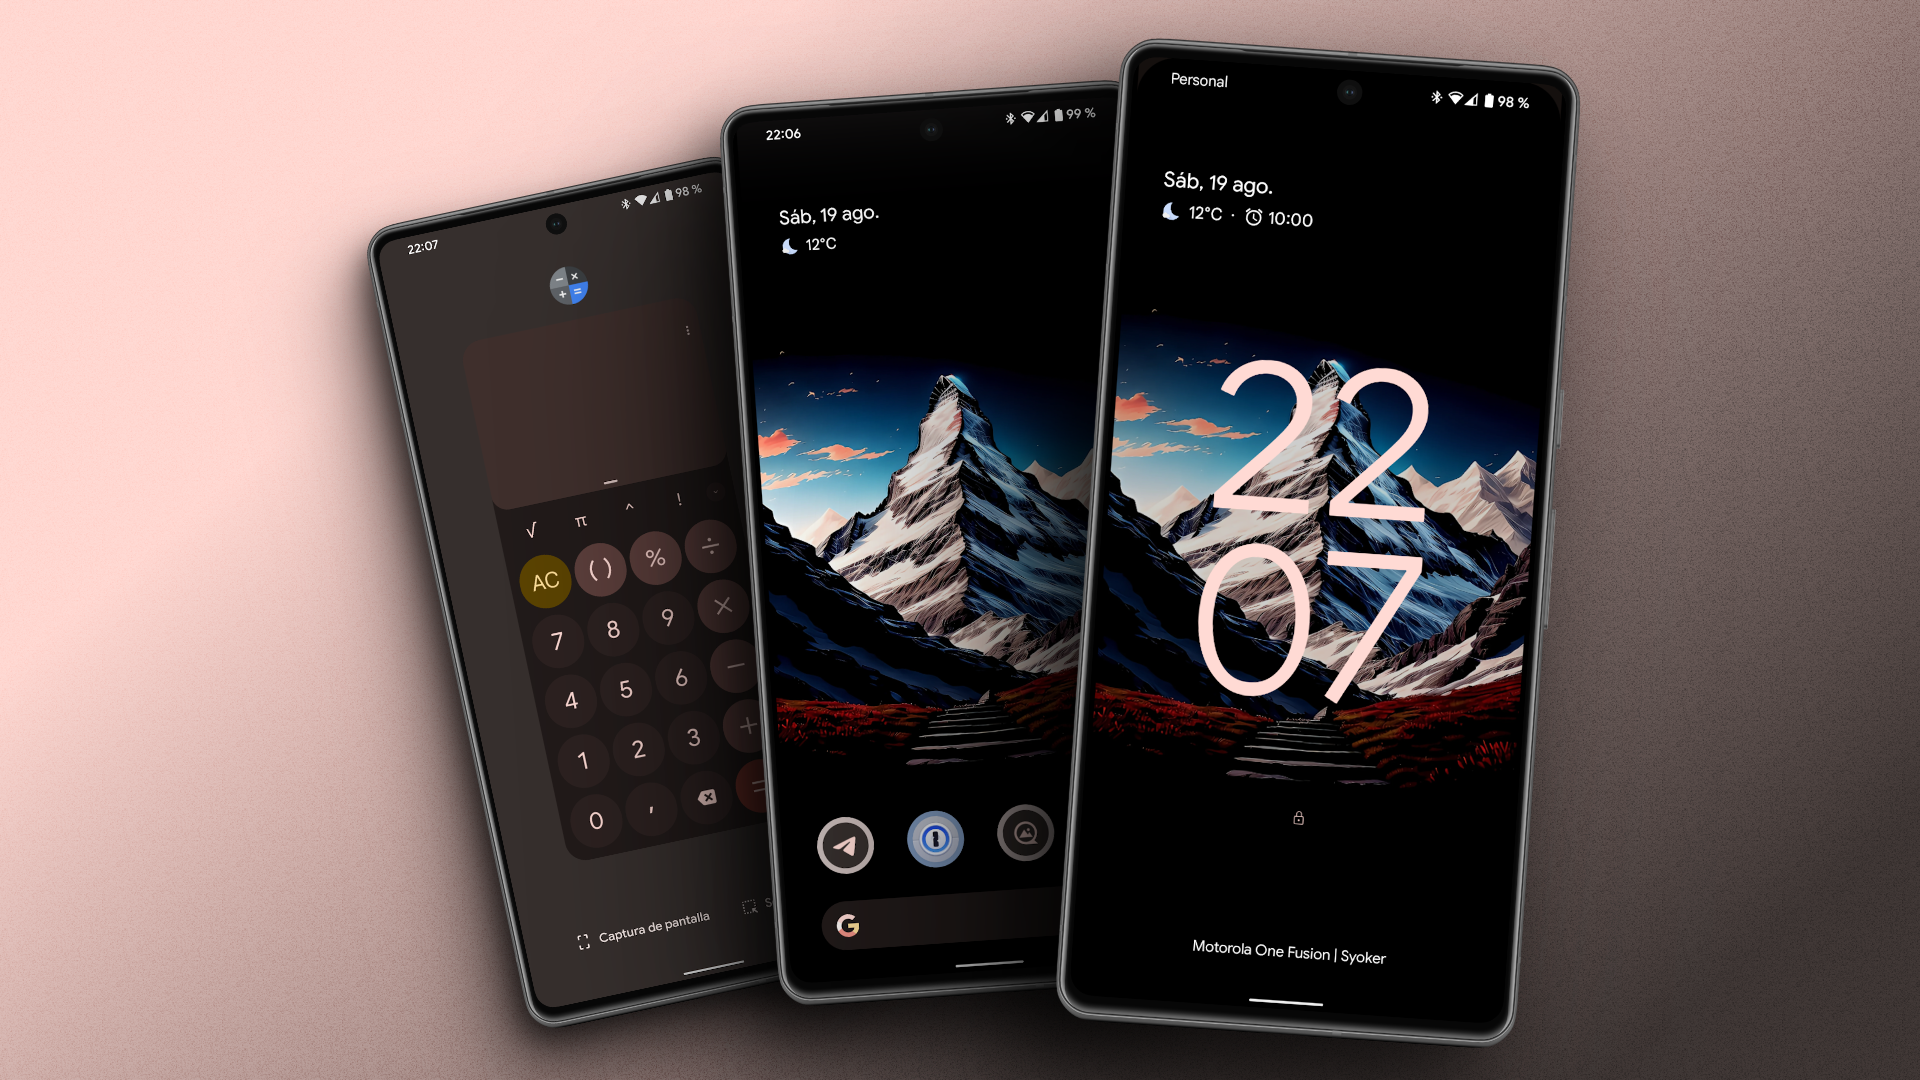 22:07
98 %
√ π ^ !
AC ( ) % ÷
7 8 9 ×
4 5 6 −
1 2 3 +
0 , =
Captura de pantalla
22:06
99 %
Sáb, 19 ago.
12°C
G
Personal
98 %
Sáb, 19 ago.
12°C · 10:00
22
07
Motorola One Fusion | Syoker